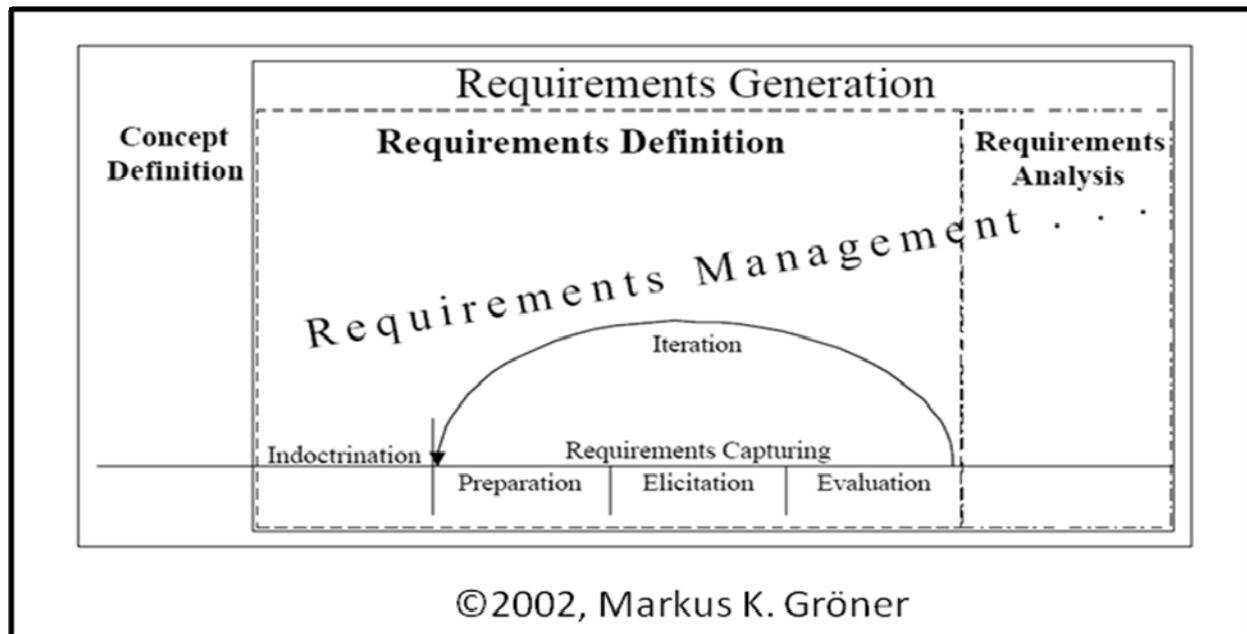 Requirements Generation
Concept
Definition
Requirements Definition
Requirements
Analysis
Requirements Management . . .
Iteration
Indoctrination
Requirements Capturing
Preparation
Elicitation
Evaluation
©2002, Markus K. Gröner